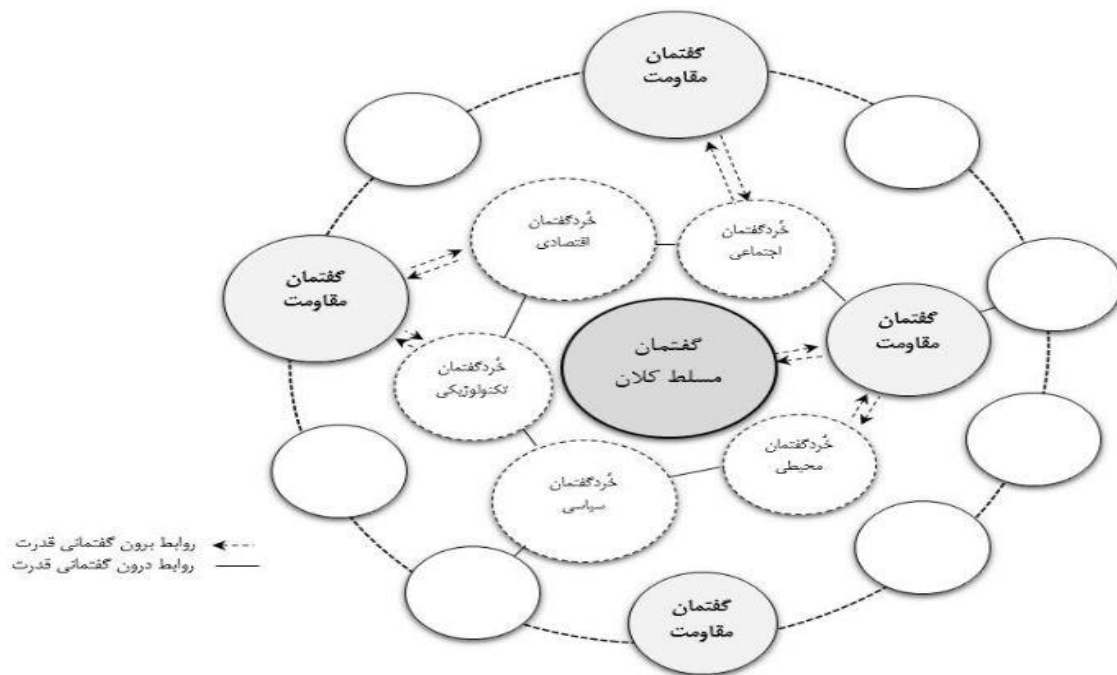 گفتمان
مقاومت
خُردگفتمان
اجتماعی
خُردگفتمان
اقتصادی
گفتمان
مقاومت
گفتمان
مقاومت
گفتمان
مسلط کلان
خُردگفتمان
تکنولوژیکی
خُردگفتمان
محیطی
خُردگفتمان
سیاسی
روابط برون گفتمانی قدرت
روابط درون گفتمانی قدرت
گفتمان
مقاومت